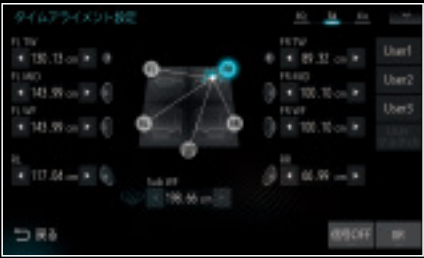 タイムアライメント設定
FL TW
130.73 cm
FL MID
143.99 cm
FL WF
143.99 cm
RL
117.04 cm
FR TW
89.32 cm
FR MID
100.10 cm
FR WF
100.10 cm
RR
66.99 cm
Sub WF
198.66 cm
User1
User2
User3
戻る